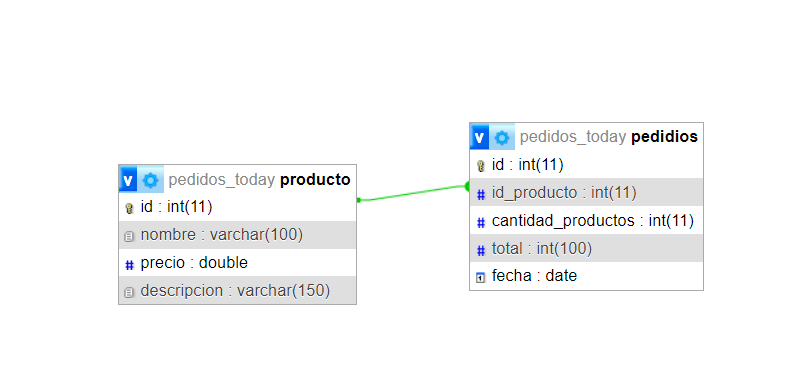 pedidos_today producto
id : int(11)
nombre : varchar(100)
precio : double
descripcion : varchar(150)
pedidos_today pedidios
id : int(11)
id_producto : int(11)
cantidad_productos : int(11)
total : int(100)
fecha : date